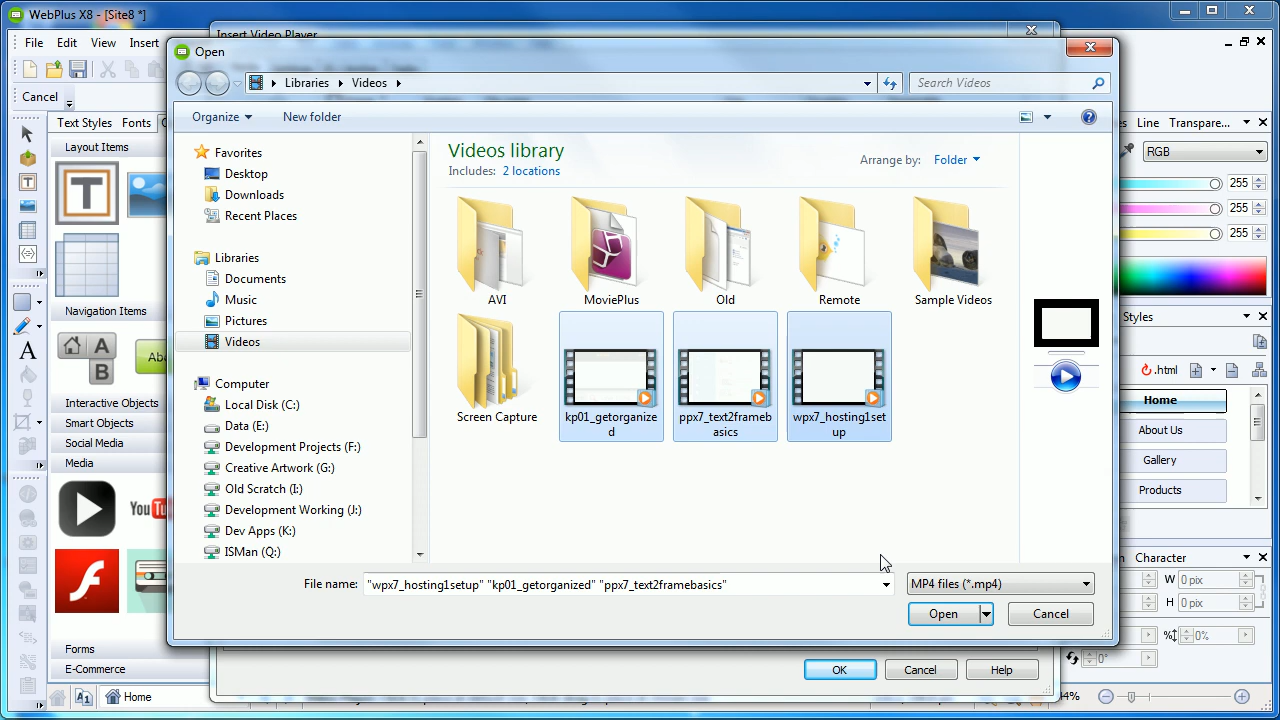 WebPlus X8 - [Site8 *]
File Edit View Insert
Insert Video Player
Open
Libraries Videos
Search Videos
Cancel
Organize New folder
Text Styles Fonts
Line Transpare...
Layout Items
RGB
255
255
255
Favorites
Desktop
Downloads
Recent Places
Libraries
Documents
Music
Pictures
Videos
Computer
Local Disk (C:)
Data (E:)
Development Projects (F:)
Creative Artwork (G:)
Old Scratch (I:)
Development Working (J:)
Dev Apps (K:)
ISMan (Q:)
Videos library
Includes: 2 locations
Arrange by: Folder
AVI MoviePlus Old Remote Sample Videos
Screen Capture
kp01_getorganize
d
ppx7_text2frameb
asics
wpx7_hosting1set
up
T
Navigation Items
A
B
Interactive Objects
Smart Objects
Social Media
Media
Forms
E-Commerce
A
Styles
.html
Home
About Us
Gallery
Products
Character
W 0 pix
H 0 pix
0%
0°
File name: "wpx7_hosting1setup" "kp01_getorganized" "ppx7_text2framebasics"
MP4 files (*.mp4)
Open Cancel
OK Cancel Help
Home